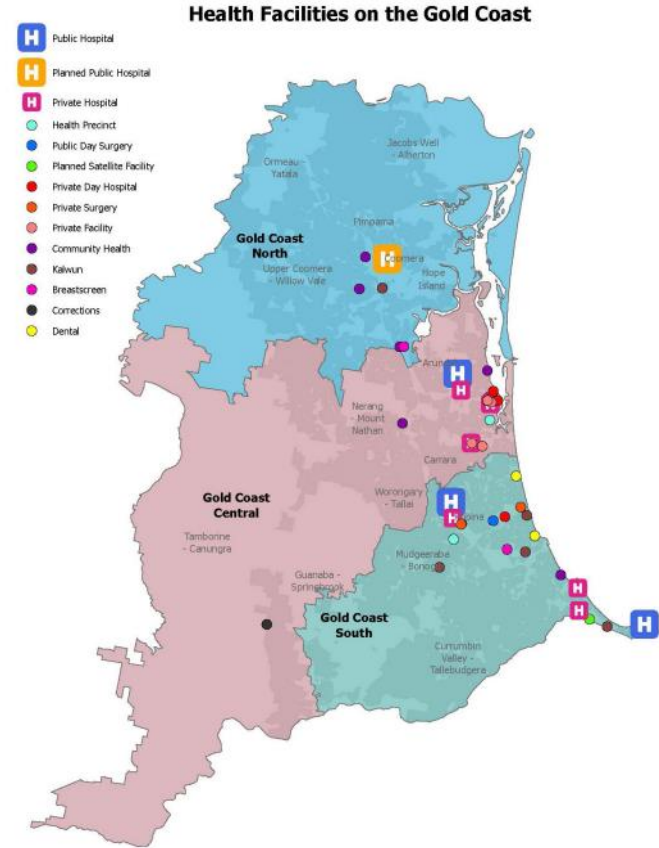 Health Facilities on the Gold Coast
H Public Hospital
H Planned Public Hospital
H Private Hospital
Health Precinct
Public Day Surgery
Planned Satellite Facility
Private Day Hospital
Private Surgery
Private Facility
Community Health
Kalwun
Breastscreen
Corrections
Dental
Jacobs Well
- Alberton
Ormeau -
Yatala
Pimpama
Gold Coast
North
H
Upper Coomera
- Willow Vale
Hope
Island
H
H
Nerang -
Mount
Nathan
Carrara
Worongary
- Tallai
Gold Coast
Central
H
H
Tamborine
- Canungra
Mudgeeraba
Guanaba -
Springbrook
H
H
H
Gold Coast
South
Currumbin
Valley -
Tallebudgera